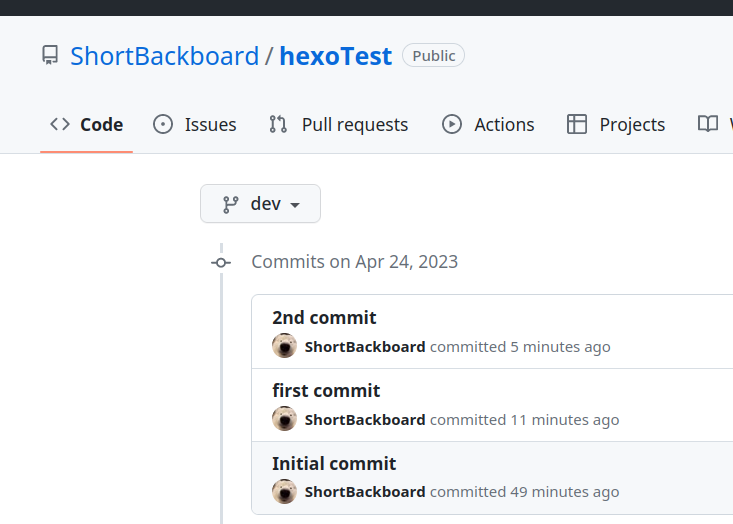 ShortBackboard / hexoTest Public
Code Issues Pull requests Actions Projects
dev
Commits on Apr 24, 2023
2nd commit
ShortBackboard committed 5 minutes ago
first commit
ShortBackboard committed 11 minutes ago
Initial commit
ShortBackboard committed 49 minutes ago